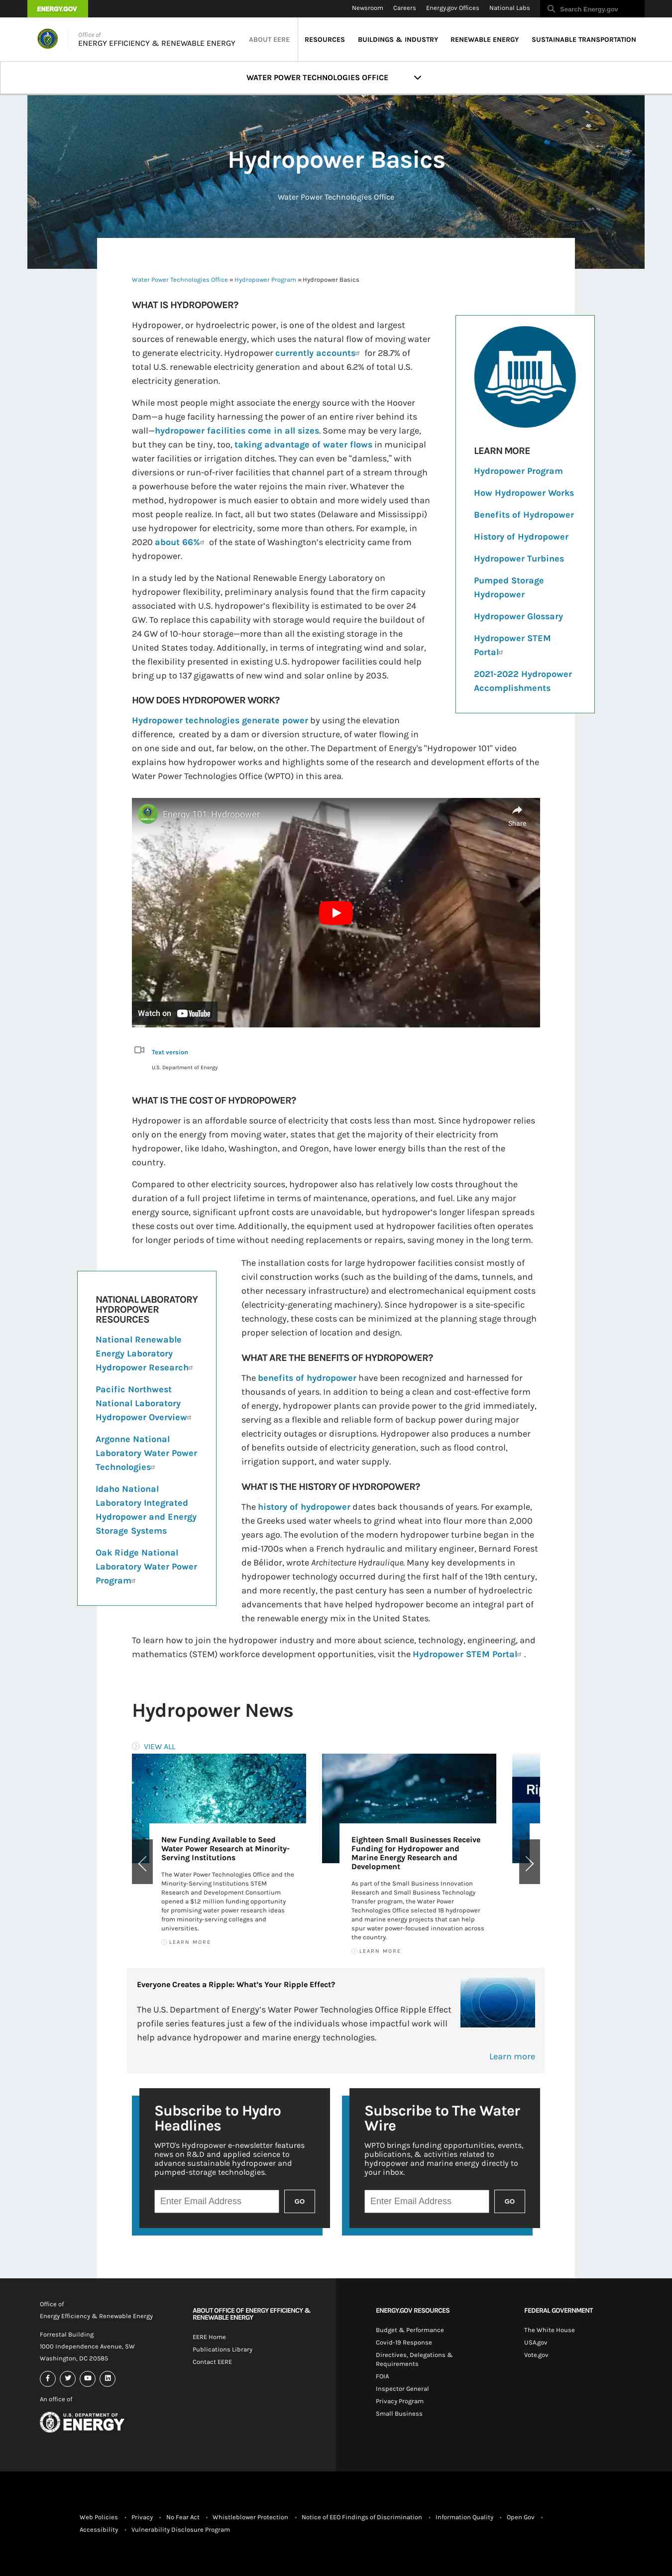 ENERGY.GOV
Newsroom Careers Energy.gov Offices National Labs Search Energy.gov
Office of
ENERGY EFFICIENCY & RENEWABLE ENERGY
ABOUT EERE RESOURCES BUILDINGS & INDUSTRY RENEWABLE ENERGY SUSTAINABLE TRANSPORTATION
WATER POWER TECHNOLOGIES OFFICE
Hydropower Basics
Water Power Technologies Office
Water Power Technologies Office » Hydropower Program » Hydropower Basics
WHAT IS HYDROPOWER?
Hydropower, or hydroelectric power, is one of the oldest and largest
sources of renewable energy, which uses the natural flow of moving water
to generate electricity. Hydropower currently accounts for 28.7% of
total U.S. renewable electricity generation and about 6.2% of total U.S.
electricity generation.
While most people might associate the energy source with the Hoover
Dam—a huge facility harnessing the power of an entire river behind its
wall—hydropower facilities come in all sizes. Some may be very large,
but they can be tiny, too, taking advantage of water flows in municipal
water facilities or irrigation ditches. They can even be “damless,” with
diversions or run-of-river facilities that channel part of a stream through
a powerhouse before the water rejoins the main river. Whatever the
method, hydropower is much easier to obtain and more widely used than
most people realize. In fact, all but two states (Delaware and Mississippi)
use hydropower for electricity, some more than others. For example, in
2020 about 66% of the state of Washington’s electricity came from
hydropower.
In a study led by the National Renewable Energy Laboratory on
hydropower flexibility, preliminary analysis found that the firm capacity
associated with U.S. hydropower’s flexibility is estimated to be over 24
GW. To replace this capability with storage would require the buildout of
24 GW of 10-hour storage—more than all the existing storage in the
United States today. Additionally, in terms of integrating wind and solar,
the flexibility presented in existing U.S. hydropower facilities could help
bring up to 137 gigawatts of new wind and solar online by 2035.
LEARN MORE
Hydropower Program
How Hydropower Works
Benefits of Hydropower
History of Hydropower
Hydropower Turbines
Pumped Storage
Hydropower
Hydropower Glossary
Hydropower STEM
Portal
2021-2022 Hydropower
Accomplishments
HOW DOES HYDROPOWER WORK?
Hydropower technologies generate power by using the elevation
difference, created by a dam or diversion structure, of water flowing in
on one side and out, far below, on the other. The Department of Energy's "Hydropower 101" video
explains how hydropower works and highlights some of the research and development efforts of the
Water Power Technologies Office (WPTO) in this area.
Energy 101: Hydropower
Share
Watch on YouTube
Text version
U.S. Department of Energy
WHAT IS THE COST OF HYDROPOWER?
Hydropower is an affordable source of electricity that costs less than most. Since hydropower relies
only on the energy from moving water, states that get the majority of their electricity from
hydropower, like Idaho, Washington, and Oregon, have lower energy bills than the rest of the
country.
Compared to other electricity sources, hydropower also has relatively low costs throughout the
duration of a full project lifetime in terms of maintenance, operations, and fuel. Like any major
energy source, significant upfront costs are unavoidable, but hydropower’s longer lifespan spreads
these costs out over time. Additionally, the equipment used at hydropower facilities often operates
for longer periods of time without needing replacements or repairs, saving money in the long term.
The installation costs for large hydropower facilities consist mostly of
civil construction works (such as the building of the dams, tunnels, and
other necessary infrastructure) and electromechanical equipment costs
(electricity-generating machinery). Since hydropower is a site-specific
technology, these costs can be minimized at the planning stage through
proper selection of location and design.
NATIONAL LABORATORY
HYDROPOWER
RESOURCES
National Renewable
Energy Laboratory
Hydropower Research
Pacific Northwest
National Laboratory
Hydropower Overview
Argonne National
Laboratory Water Power
Technologies
Idaho National
Laboratory Integrated
Hydropower and Energy
Storage Systems
Oak Ridge National
Laboratory Water Power
Program
WHAT ARE THE BENEFITS OF HYDROPOWER?
The benefits of hydropower have been recognized and harnessed for
thousands of years. In addition to being a clean and cost-effective form
of energy, hydropower plants can provide power to the grid immediately,
serving as a flexible and reliable form of backup power during major
electricity outages or disruptions. Hydropower also produces a number
of benefits outside of electricity generation, such as flood control,
irrigation support, and water supply.
WHAT IS THE HISTORY OF HYDROPOWER?
The history of hydropower dates back thousands of years. For example,
the Greeks used water wheels to grind wheat into flour more than 2,000
years ago. The evolution of the modern hydropower turbine began in the
mid-1700s when a French hydraulic and military engineer, Bernard Forest
de Bélidor, wrote Architecture Hydraulique. Many key developments in
hydropower technology occurred during the first half of the 19th century,
and more recently, the past century has seen a number of hydroelectric
advancements that have helped hydropower become an integral part of
the renewable energy mix in the United States.
To learn how to join the hydropower industry and more about science, technology, engineering, and
mathematics (STEM) workforce development opportunities, visit the Hydropower STEM Portal .
Hydropower News
VIEW ALL
Rip
New Funding Available to Seed
Water Power Research at Minority-
Serving Institutions
The Water Power Technologies Office and the
Minority-Serving Institutions STEM
Research and Development Consortium
opened a $1.2 million funding opportunity
for promising water power research ideas
from minority-serving colleges and
universities.
LEARN MORE
Eighteen Small Businesses Receive
Funding for Hydropower and
Marine Energy Research and
Development
As part of the Small Business Innovation
Research and Small Business Technology
Transfer program, the Water Power
Technologies Office selected 18 hydropower
and marine energy projects that can help
spur water power-focused innovation across
the country.
LEARN MORE
Everyone Creates a Ripple: What’s Your Ripple Effect?
The U.S. Department of Energy’s Water Power Technologies Office Ripple Effect
profile series features just a few of the individuals whose impactful work will
help advance hydropower and marine energy technologies.
Learn more
Subscribe to Hydro
Headlines
WPTO's Hydropower e-newsletter features
news on R&D and applied science to
advance sustainable hydropower and
pumped-storage technologies.
Enter Email Address GO
Subscribe to The Water
Wire
WPTO brings funding opportunities, events,
publications, & activities related to
hydropower and marine energy directly to
your inbox.
Enter Email Address GO
Office of
Energy Efficiency & Renewable Energy
Forrestal Building
1000 Independence Avenue, SW
Washington, DC 20585
An office of
U.S. DEPARTMENT OF
ENERGY
ABOUT OFFICE OF ENERGY EFFICIENCY &
RENEWABLE ENERGY
EERE Home
Publications Library
Contact EERE
ENERGY.GOV RESOURCES
Budget & Performance
Covid-19 Response
Directives, Delegations &
Requirements
FOIA
Inspector General
Privacy Program
Small Business
FEDERAL GOVERNMENT
The White House
USA.gov
Vote.gov
Web Policies • Privacy • No Fear Act • Whistleblower Protection • Notice of EEO Findings of Discrimination • Information Quality • Open Gov •
Accessibility • Vulnerability Disclosure Program